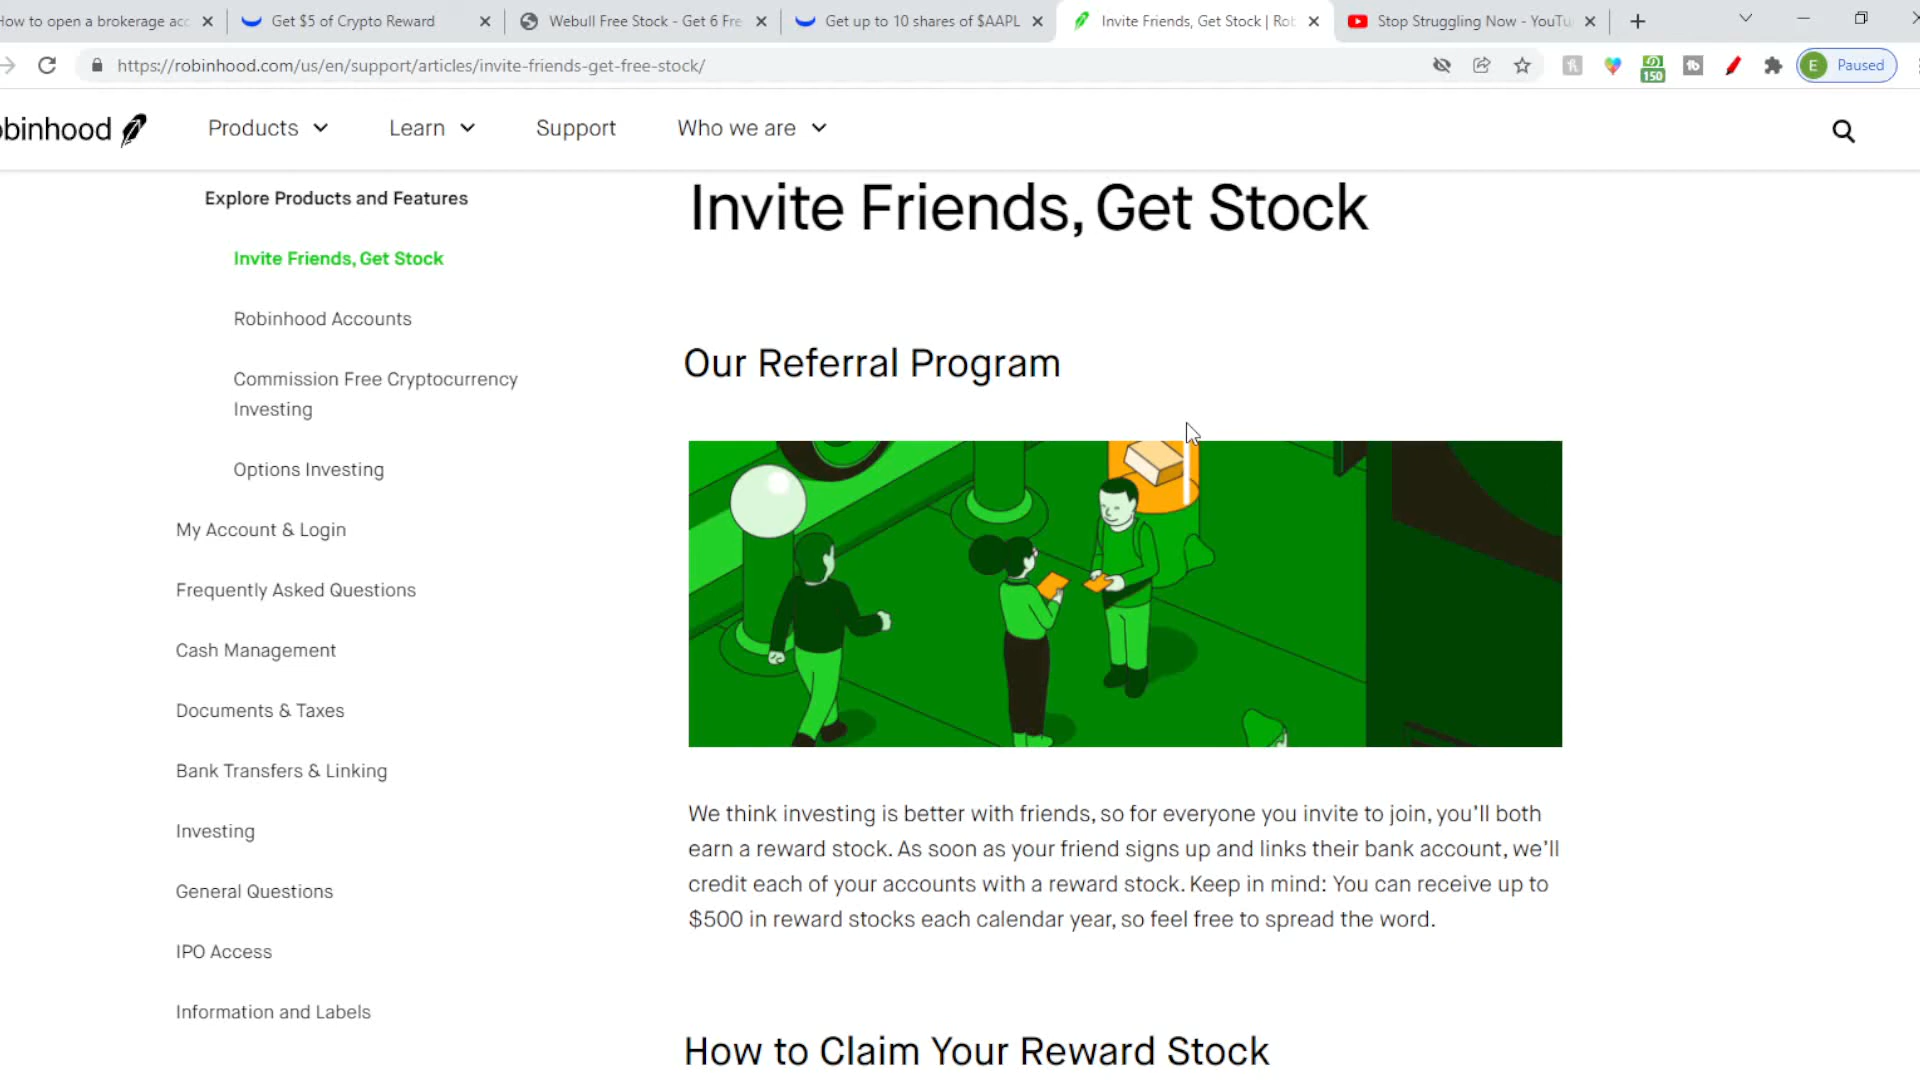 How to open a brokerage acc
Get $5 of Crypto Reward
Webull Free Stock - Get 6 Fre
Get up to 10 shares of $AAPL
Invite Friends, Get Stock | Rob
Stop Struggling Now - YouTu
https://robinhood.com/us/en/support/articles/invite-friends-get-free-stock/
150
E
Paused
obinhood
Products
Learn
Support
Who we are
Explore Products and Features
Invite Friends, Get Stock
Robinhood Accounts
Commission Free Cryptocurrency
Investing
Options Investing
My Account & Login
Frequently Asked Questions
Cash Management
Documents & Taxes
Bank Transfers & Linking
Investing
General Questions
IPO Access
Information and Labels
Invite Friends, Get Stock
Our Referral Program
We think investing is better with friends, so for everyone you invite to join, you'll both
earn a reward stock. As soon as your friend signs up and links their bank account, we'll
credit each of your accounts with a reward stock. Keep in mind: You can receive up to
$500 in reward stocks each calendar year, so feel free to spread the word.
How to Claim Your Reward Stock